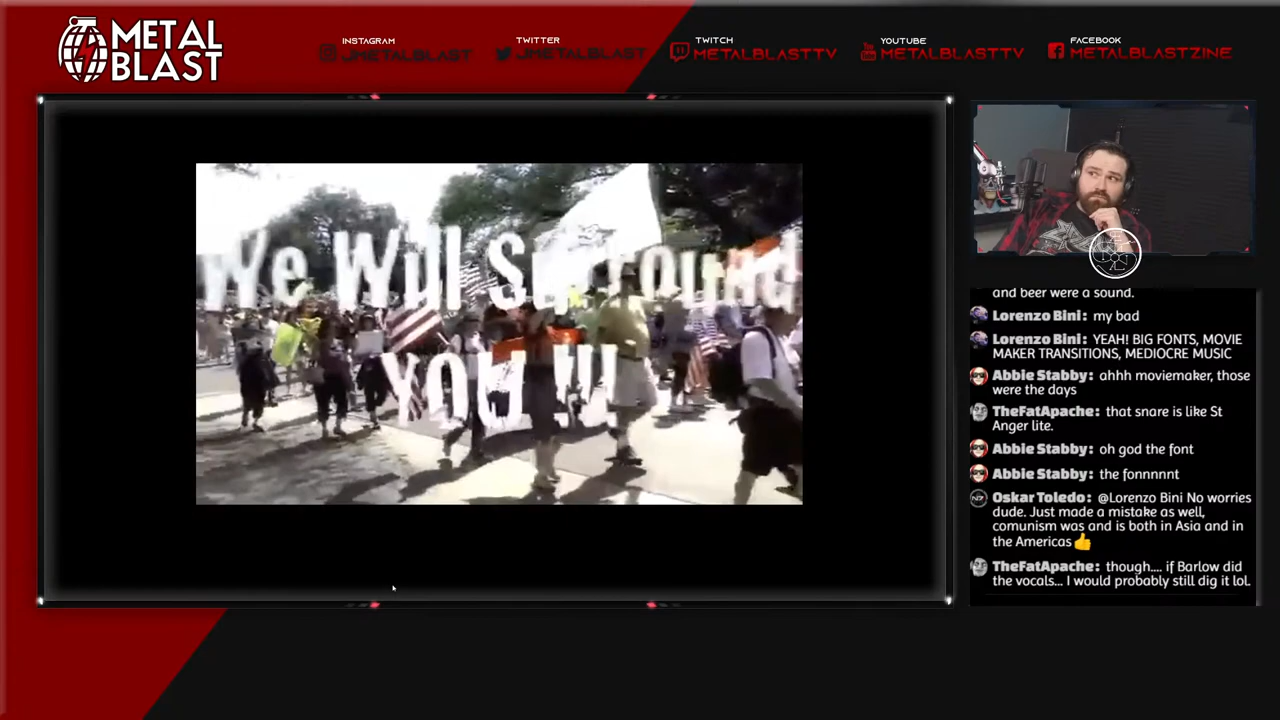 METAL
BLAST
INSTAGRAM
JMETALBLAST
TWITTER
JMETALBLAST
TWITCH
METALBLASTTV
YOUTUBE
METALBLASTTV
FACEBOOK
METALBLASTZINE
We Will Surround
YOU !!!
and beer were a sound.
Lorenzo Bini: my bad
Lorenzo Bini: YEAH! BIG FONTS, MOVIE
MAKER TRANSITIONS, MEDIOCRE MUSIC
Abbie Stabby: ahhh moviemaker, those
were the days
TheFatApache: that snare is like St
Anger lite.
Abbie Stabby: oh god the font
Abbie Stabby: the fonnnnnt
Oskar Toledo: @Lorenzo Bini No worries
dude. Just made a mistake as well,
comunism was and is both in Asia and in
the Americas👍
TheFatApache: though.... if Barlow did
the vocals... I would probably still dig it lol.
N7